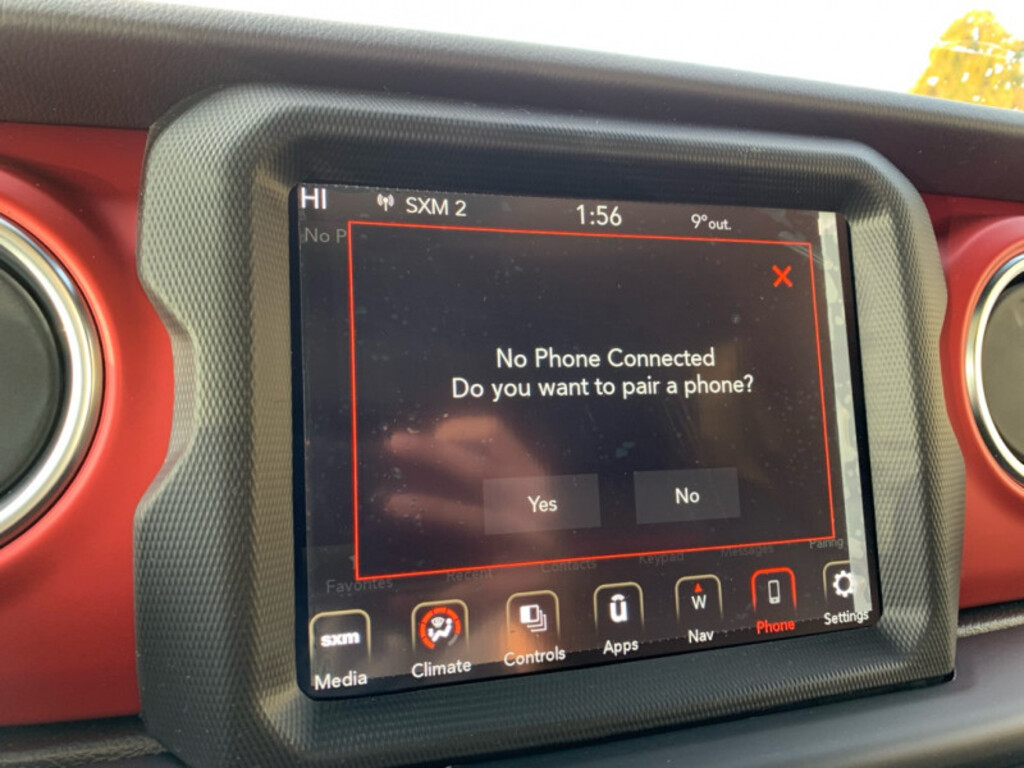 HI SXM 2 1:56 9°out.
No P
No Phone Connected
Do you want to pair a phone?
Yes No
Favorites Recent Contacts Keypad Messages Pairing
sxm û W
Media Climate Controls Apps Nav Phone Settings